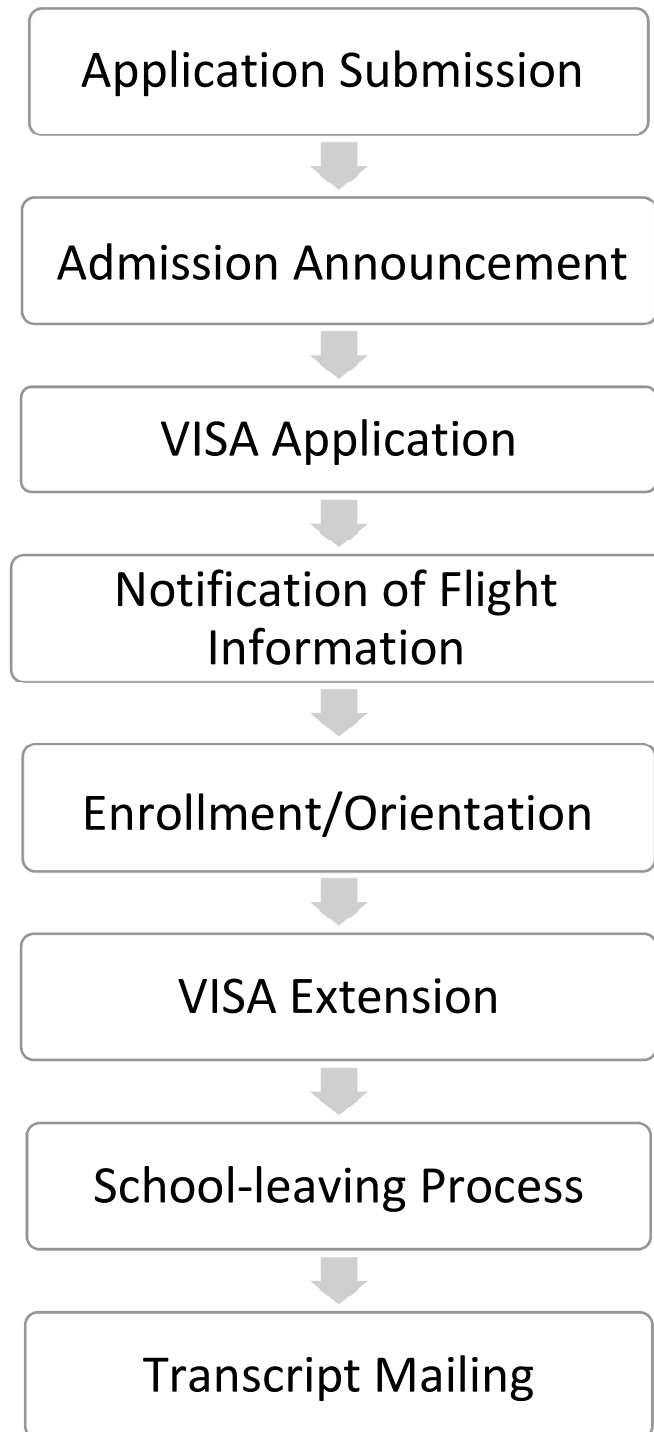 Application Submission
Admission Announcement
VISA Application
Notification of Flight
Information
Enrollment/Orientation
VISA Extension
School-leaving Process
Transcript Mailing